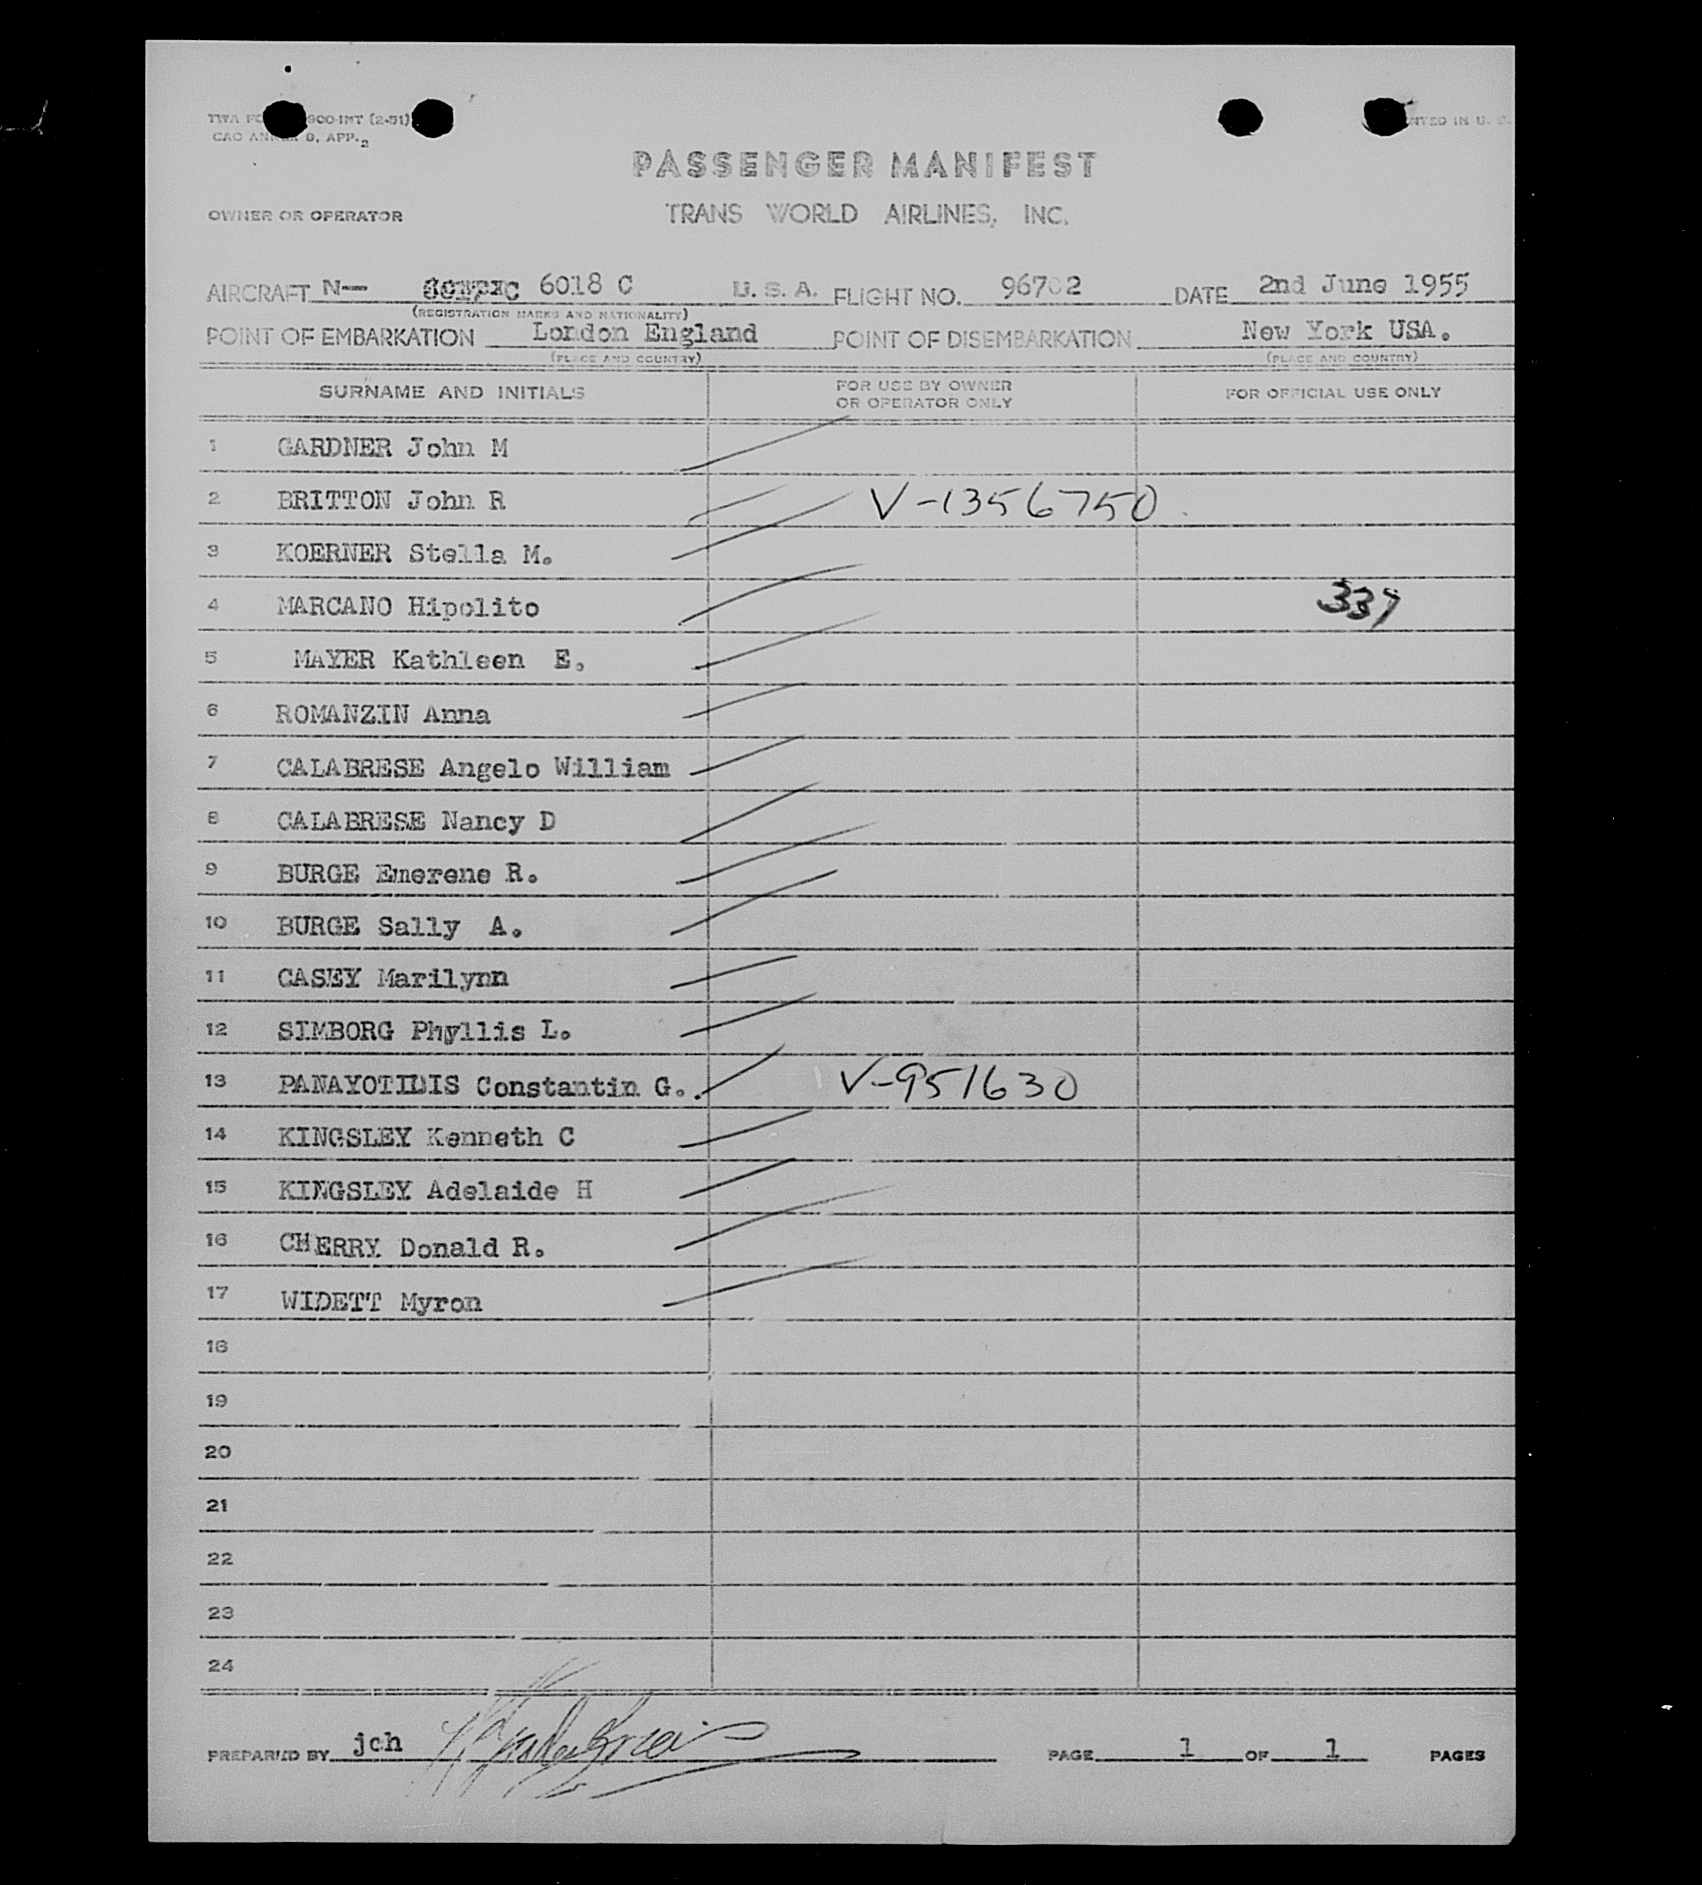 PASSENGER MANIFEST
OWNER OR OPERATOR TRANS WORLD AIRLINES, INC.
AIRCRAFT N-- 6018 C U. S. A. FLIGHT NO. DATE 2nd June 1955
(REGISTRATION MARKS AND NATIONALITY)
POINT OF EMBARKATION London England POINT OF DISEMBARKATION New York USA.
(PLACE AND COUNTRY) (PLACE AND COUNTRY)
SURNAME AND INITIALS FOR USE BY OWNER OR OPERATOR ONLY FOR OFFICIAL USE ONLY
1 GARDNER John M
2 BRITTON John R V-1356750
3 KOERNER Stella M.
4 MARCANO Hipolito 337
5 MAYER Kathleen E.
6 ROMANZIN Anna
7 CALABRESE Angelo William
8 CALABRESE Nancy D
9 BURGE Emerene R.
10 BURGE Sally A.
11 CASEY Marilynn
12 SIMBORG Phyllis L.
13 PANAYOTIDIS Constantin G. V-951630
14 KINGSLEY Kenneth C
15 KINGSLEY Adelaide H
16 CHERRY Donald R.
17 WIDETT Myron
18
19
20
21
22
23
24
PREPARED BY jch PAGE 1 OF 1 PAGES